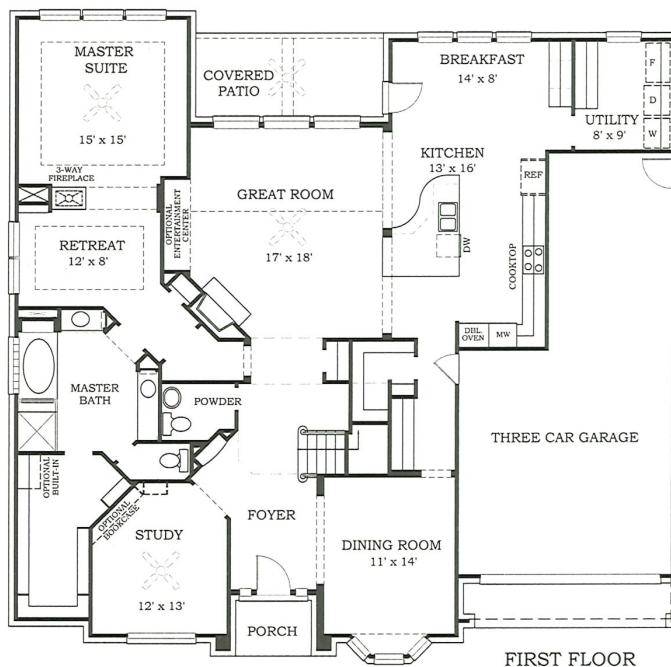 MASTER
SUITE
15' x 15'
COVERED
PATIO
BREAKFAST
14' x 8'
F
D
W
UTILITY
8' x 9'
KITCHEN
13' x 16'
REF
3-WAY
FIREPLACE
GREAT ROOM
17' x 18'
OPTIONAL
ENTERTAINMENT
CENTER
RETREAT
12' x 8'
DW
COOKTOP
DBL.
OVEN
MW
MASTER
BATH
POWDER
THREE CAR GARAGE
OPTIONAL
BUILT-IN
OPTIONAL
BOOKCASE
STUDY
12' x 13'
FOYER
DINING ROOM
11' x 14'
PORCH
FIRST FLOOR